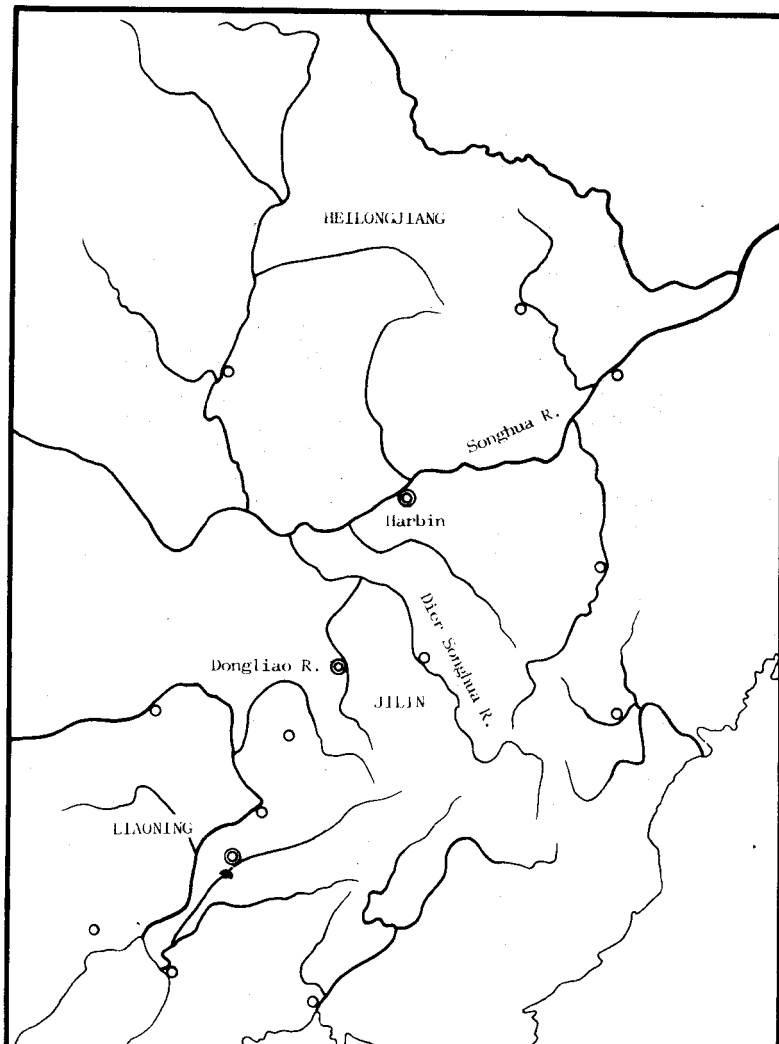 HEILONGJIANG
Songhua R.
Harbin
Dier Songhua R.
Dongliao R.
JILIN
LIAONING